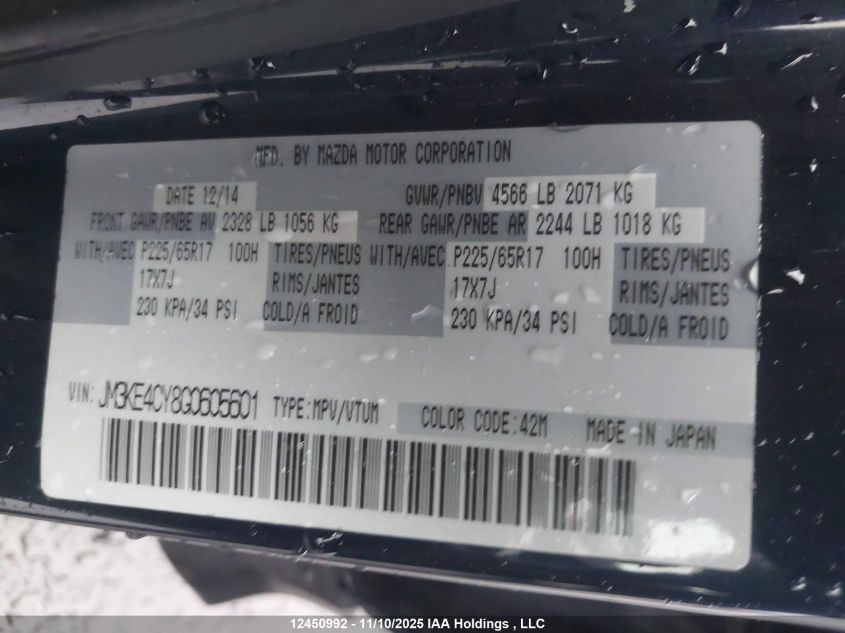 MFD. BY MAZDA MOTOR CORPORATION
DATE 12/14 GVWR/PNBV 4566 LB 2071 KG
FRONT GAWR/PNBE AV 2328 LB 1056 KG REAR GAWR/PNBE AR 2244 LB 1018 KG
WITH/AVEC P225/65R17 100H TIRES/PNEUS WITH/AVEC P225/65R17 100H TIRES/PNEUS
17X7J RIMS/JANTES 17X7J RIMS/JANTES
230 KPA/34 PSI COLD/A FROID 230 KPA/34 PSI COLD/A FROID
VIN: JM3KE4CY8G0605601 TYPE:MPV/VTUM COLOR CODE:42M MADE IN JAPAN
12450992 - 11/10/2025 IAA Holdings , LLC